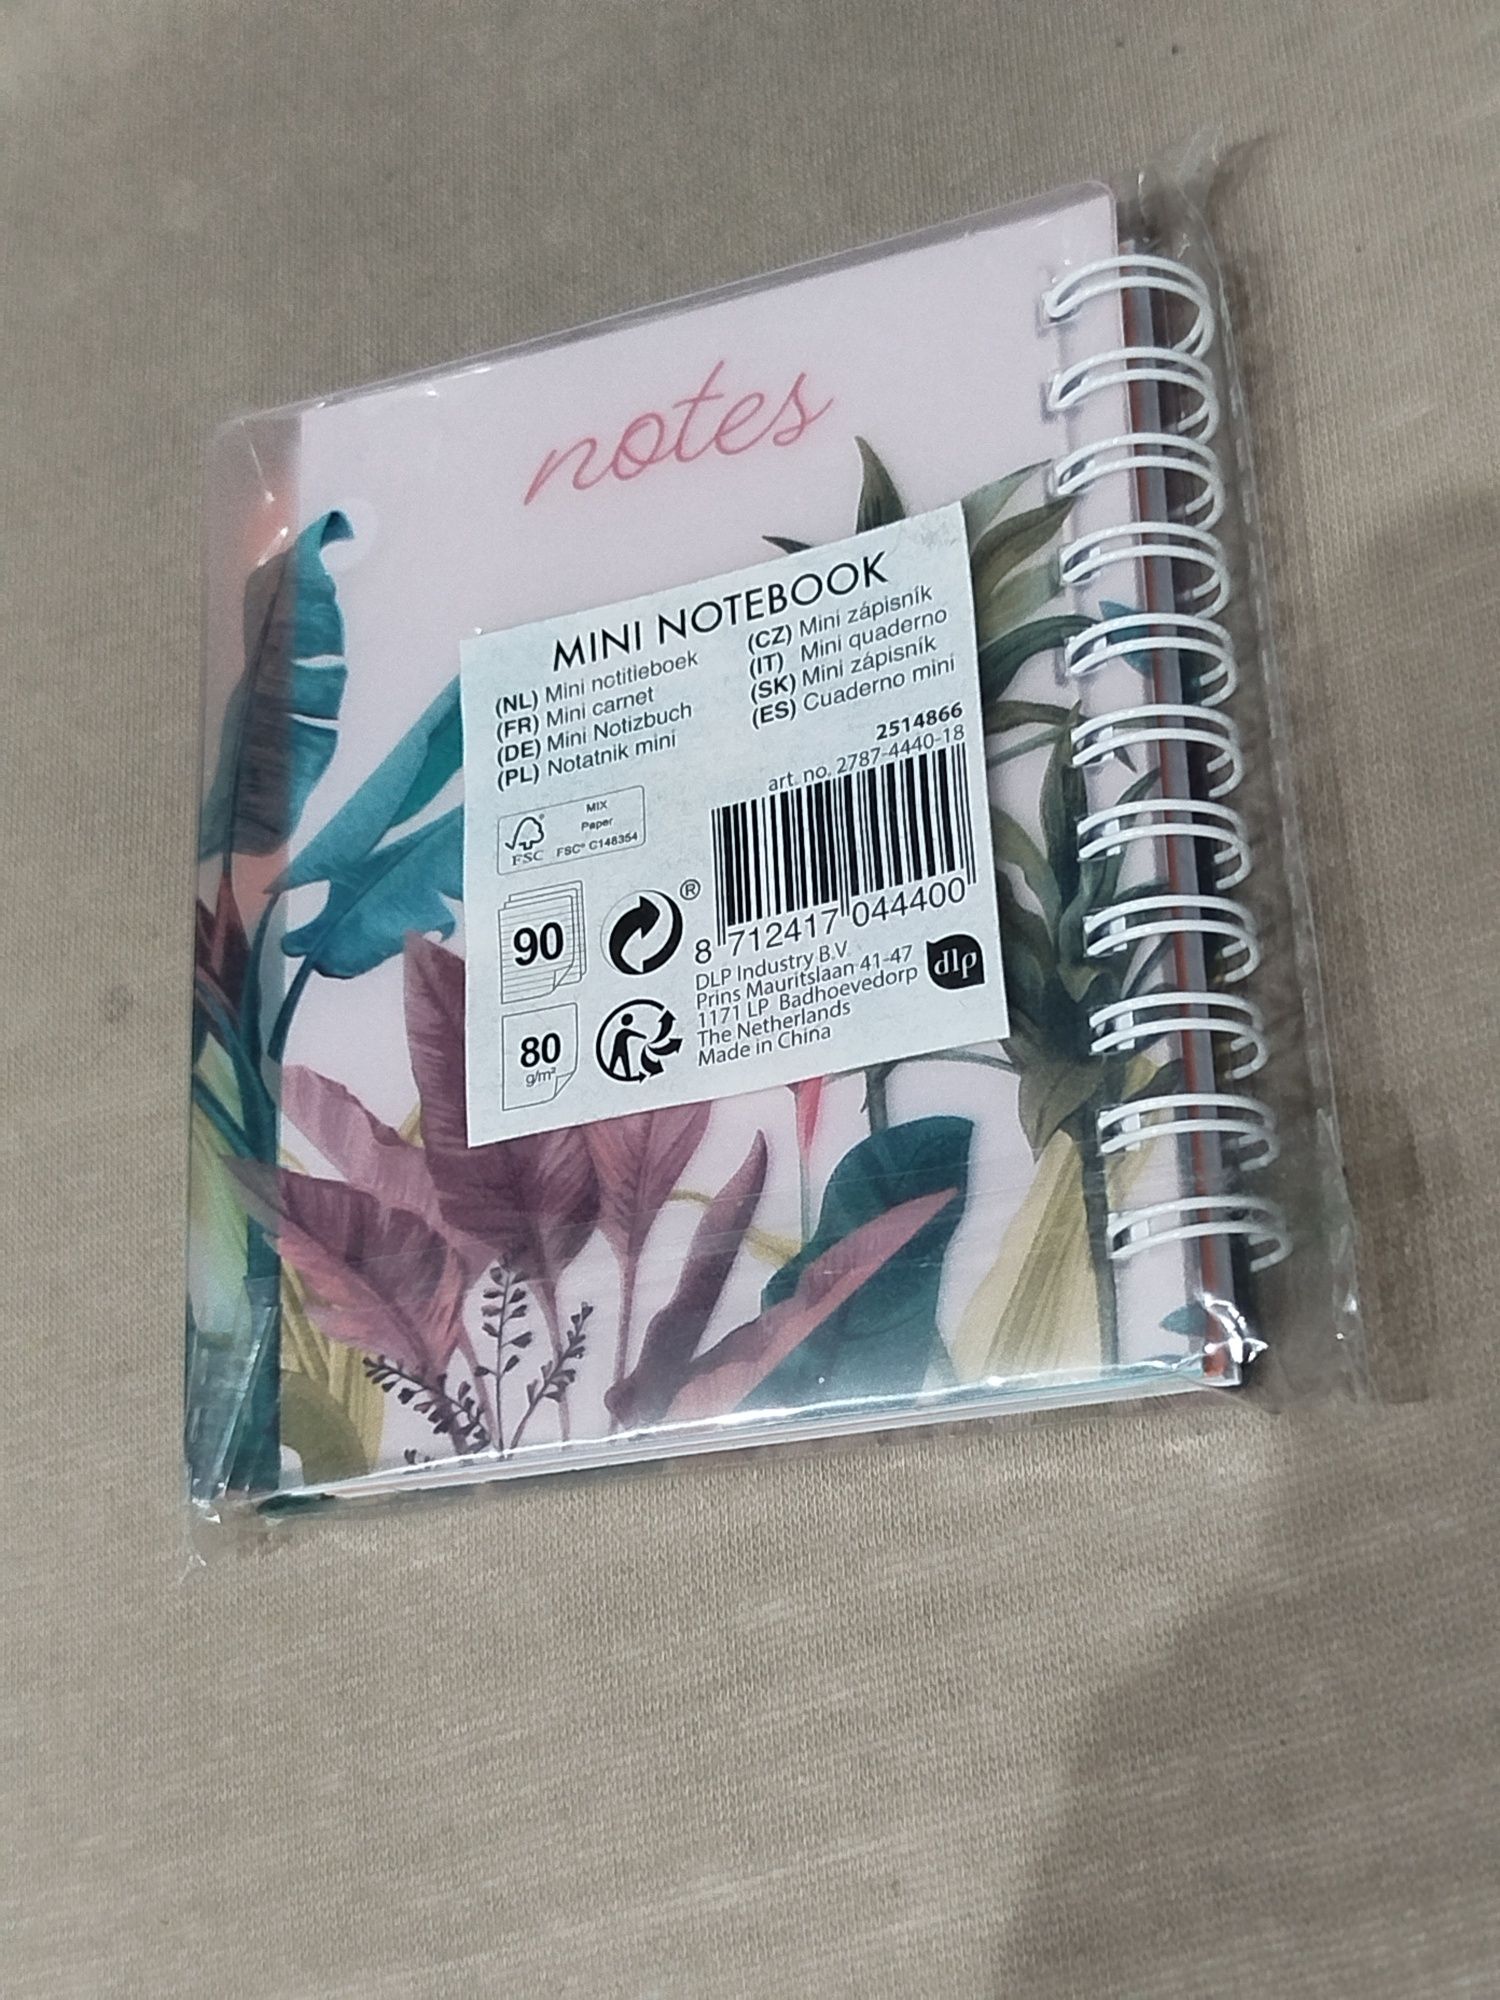 notes
MINI NOTEBOOK
(NL) Mini notitieboek
(FR) Mini carnet
(DE) Mini Notizbuch
(PL) Notatnik mini
(CZ) Mini zápisník
(IT) Mini quaderno
(SK) Mini zápisník
(ES) Cuaderno mini
2514866
art. no. 2787-4440-18
MIX
Paper
FSC® C148354
FSC
90
80
g/m²
®
8 712417 044400
DLP Industry B.V
Prins Mauritslaan 41-47
1171 LP Badhoevedorp
The Netherlands
Made in China
dlp